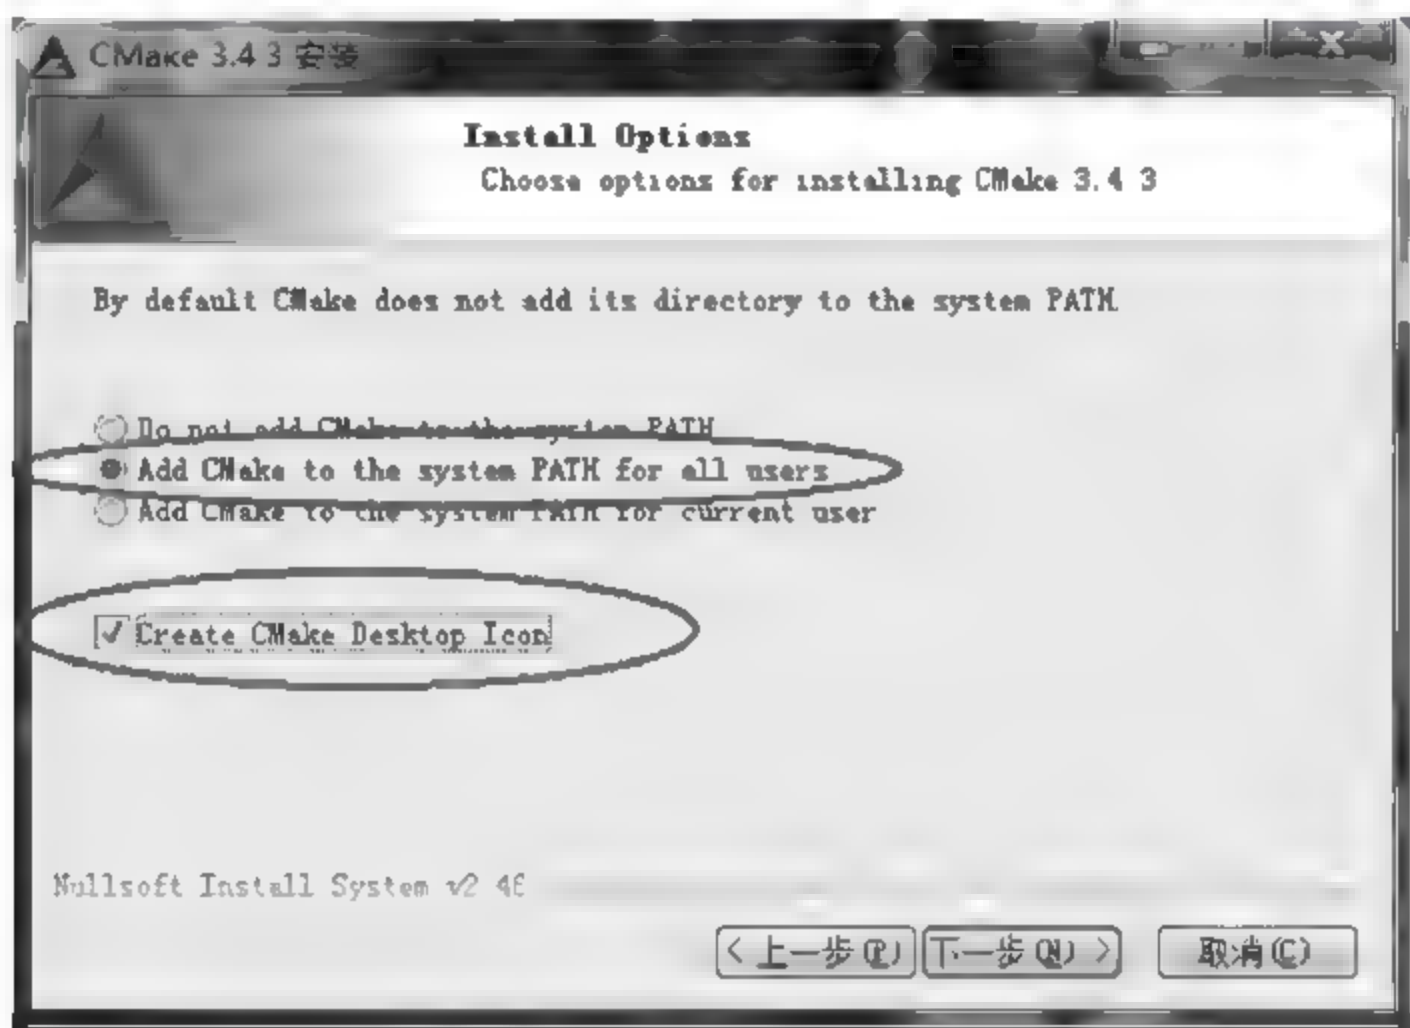 CMake 3.4 3 安装
Install Options
Choose options for installing CMake 3.4 3
By default CMake does not add its directory to the system PATH
Do not add CMake to the system PATH
Add CMake to the system PATH for all users
Add CMake to the system PATH for current user
Create CMake Desktop Icon
Nullsoft Install System v2 46
< 上一步(P)
下一步(N) >
取消(C)